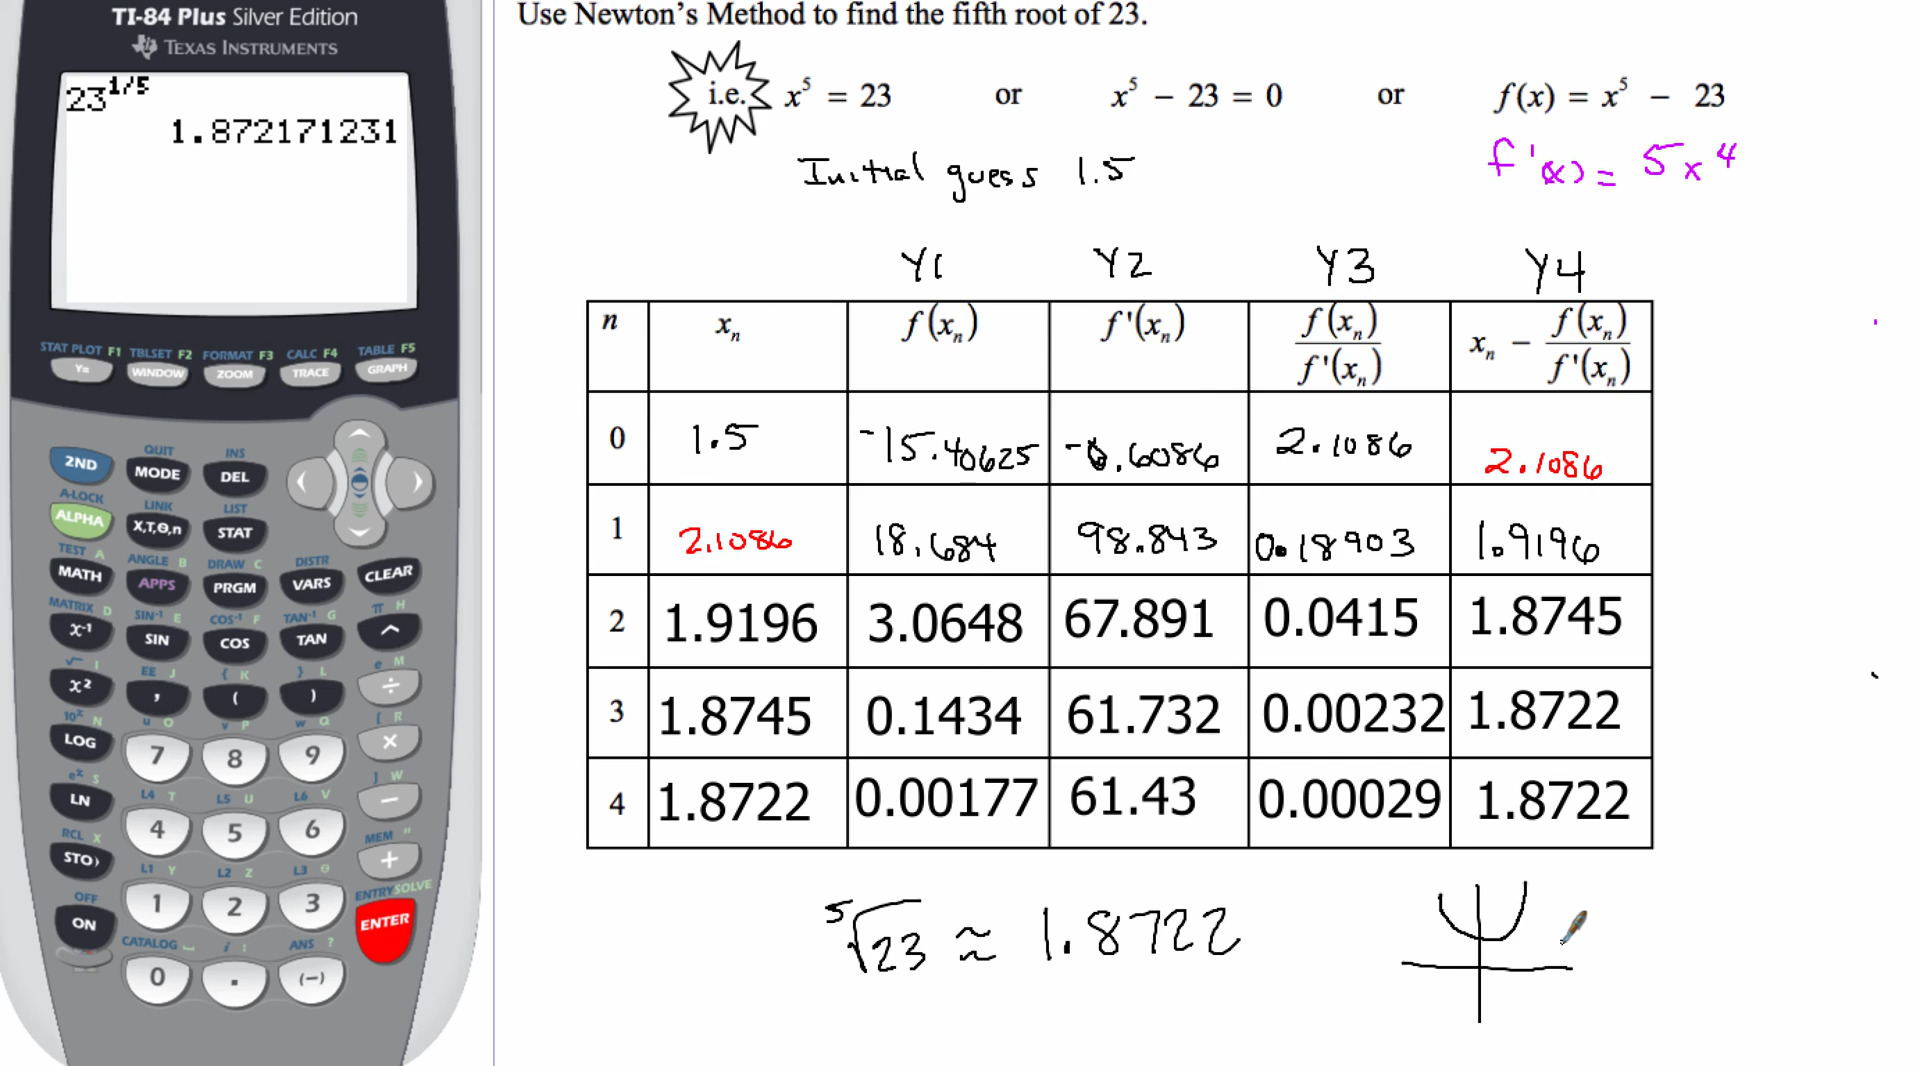 TI-84 Plus Silver Edition
TEXAS INSTRUMENTS
23^1/5
1.872171231
STAT PLOT F1 TBLSET F2 FORMAT F3 CALC F4 TABLE F5
Y= WINDOW ZOOM TRACE GRAPH
QUIT INS
2ND MODE DEL
A-LOCK LINK LIST
ALPHA X,T,Θ,n STAT
TEST A ANGLE B DRAW C DISTR
MATH APPS PRGM VARS CLEAR
MATRIX D SIN⁻¹ E COS⁻¹ F TAN⁻¹ G π H
x⁻¹ SIN COS TAN ^
√ I EE J { K } L e M
x² , ( ) ÷
10ˣ N u O v P w Q [ R
LOG 7 8 9 ×
eˣ S L4 T L5 U L6 V ] W
LN 4 5 6 −
RCL X L1 Y L2 Z L3 θ MEM "
STO› 1 2 3 +
OFF ENTRY SOLVE
ON ENTER
CATALOG ⎵ i : ANS ?
0 . (−)
Use Newton's Method to find the fifth root of 23.
i.e. x⁵ = 23 or x⁵ − 23 = 0 or f(x) = x⁵ − 23
f'(x) = 5x⁴
Initial guess 1.5
Y1 Y2 Y3 Y4
n xₙ f(xₙ) f'(xₙ) f(xₙ)/f'(xₙ) xₙ − f(xₙ)/f'(xₙ)
0 1.5 -15.40625 -0.6086 2.1086 2.1086
1 2.1086 18.684 98.843 0.18903 1.9196
2 1.9196 3.0648 67.891 0.0415 1.8745
3 1.8745 0.1434 61.732 0.00232 1.8722
4 1.8722 0.00177 61.43 0.00029 1.8722
⁵√23 ≈ 1.8722